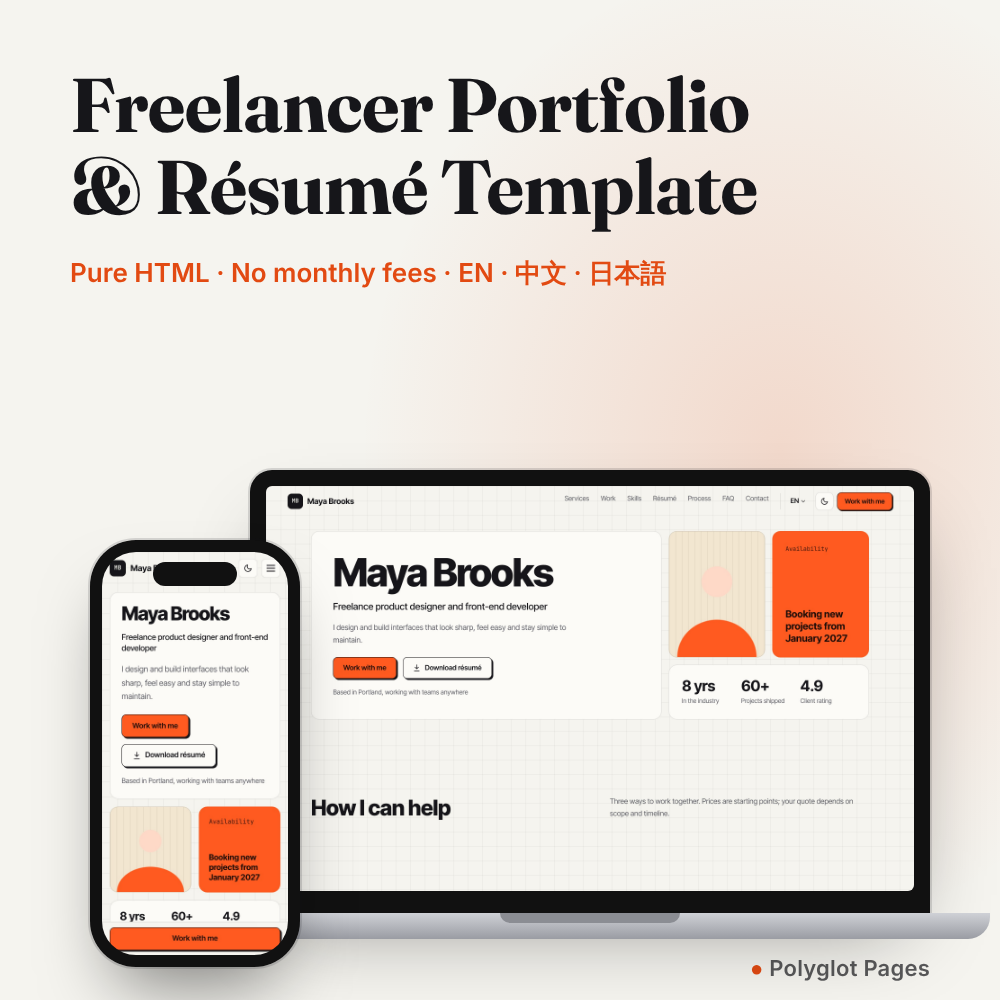 Freelancer Portfolio
& Résumé Template
Pure HTML · No monthly fees · EN · 中文 · 日本語
MB Maya Brooks
Services Work Skills Résumé Process FAQ Contact EN Work with me
Maya Brooks
Freelance product designer and front-end developer
I design and build interfaces that look sharp, feel easy and stay simple to
maintain.
Work with me Download résumé
Based in Portland, working with teams anywhere
Availability
Booking new
projects from
January 2027
8 yrs 60+ 4.9
In the industry Projects shipped Client rating
How I can help
Three ways to work together. Prices are starting points; your quote depends on
scope and timeline.
MB Maya
Maya Brooks
Freelance product designer and front-end
developer
I design and build interfaces that look
sharp, feel easy and stay simple to
maintain.
Work with me
Download résumé
Based in Portland, working with teams anywhere
Availability
Booking new
projects from
January 2027
8 yrs 60+ 4.9
Work with me
Polyglot Pages